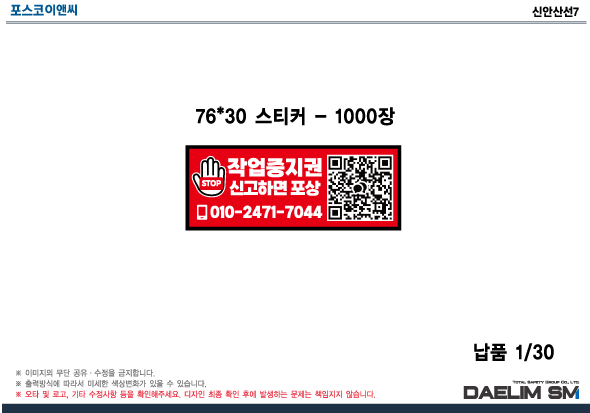 포스코이앤씨
신안산선7
76*30 스티커 - 1000장
STOP
작업중지권
신고하면 포상
010-2471-7044
납품 1/30
※ 이미지의 무단 공유·수정을 금지합니다.
※ 출력방식에 따라서 미세한 색상변화가 있을 수 있습니다.
※ 오타 및 로고, 기타 수정사항 등을 확인해주세요. 디자인 최종 확인 후에 발생하는 문제는 책임지지 않습니다.
TOTAL SAFETY GROUP CO., LTD.
DAELIM SM